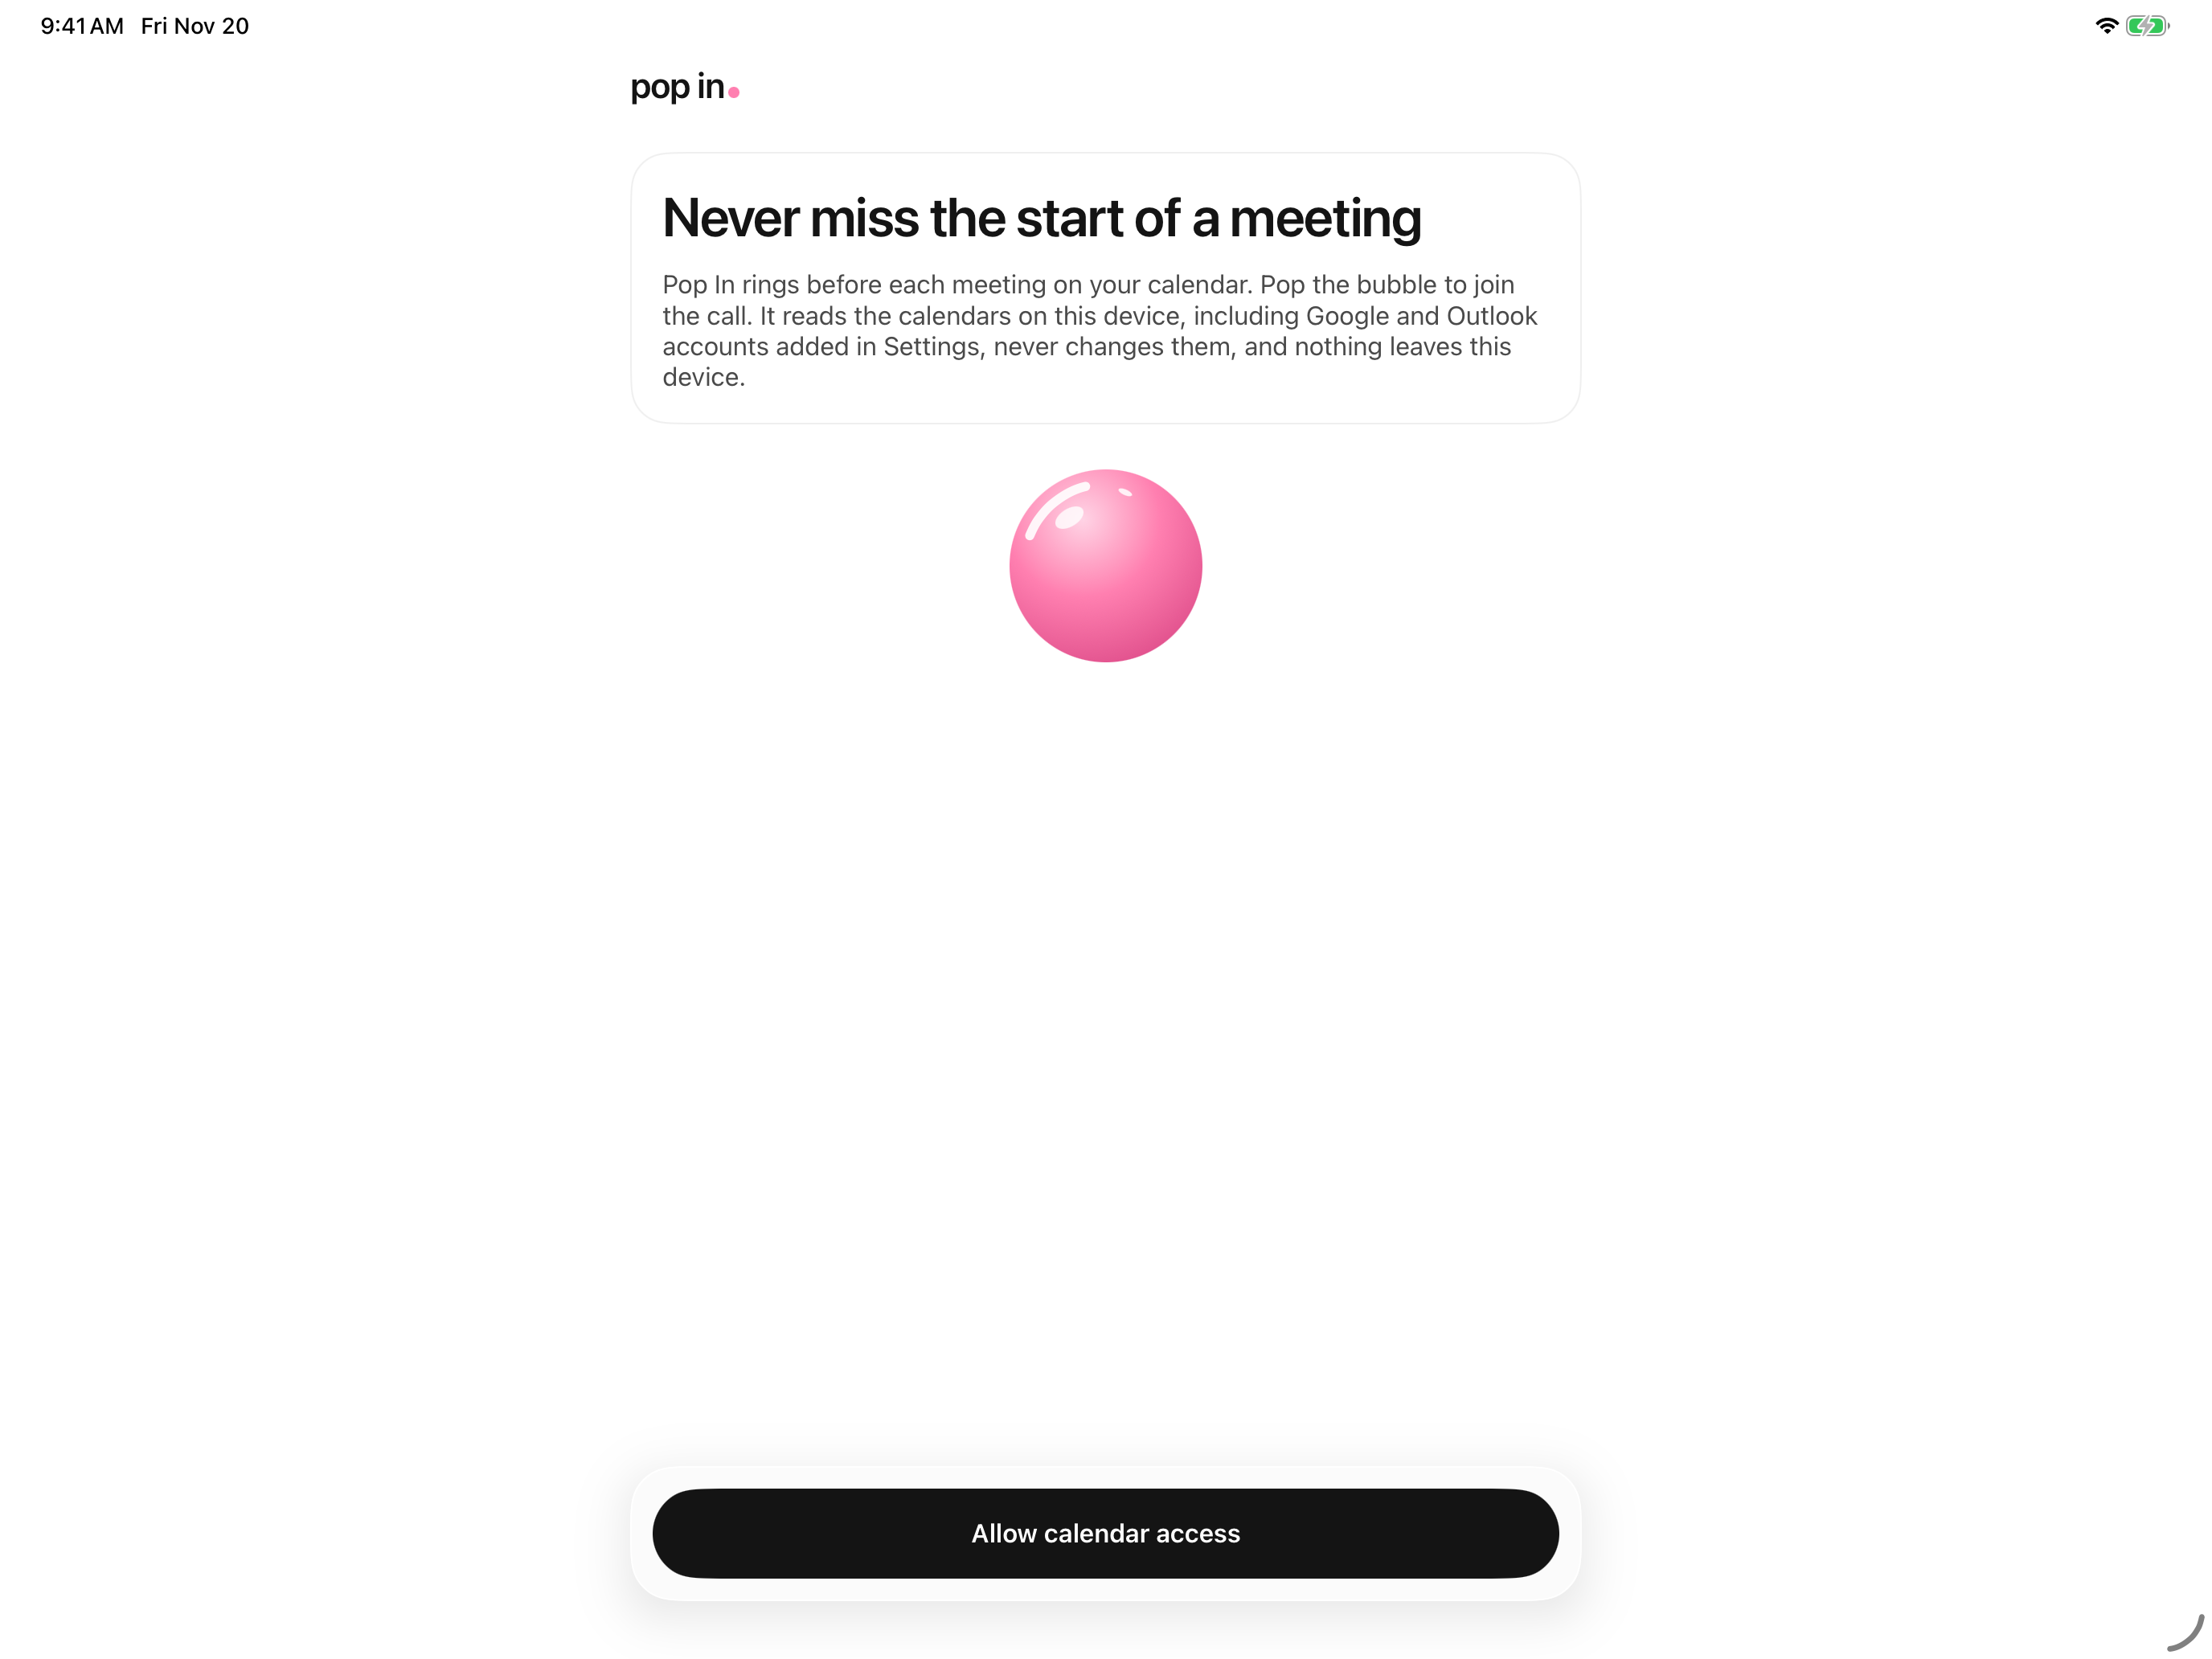 9:41 AM Fri Nov 20
pop in
Never miss the start of a meeting
Pop In rings before each meeting on your calendar. Pop the bubble to join
the call. It reads the calendars on this device, including Google and Outlook
accounts added in Settings, never changes them, and nothing leaves this
device.
Allow calendar access